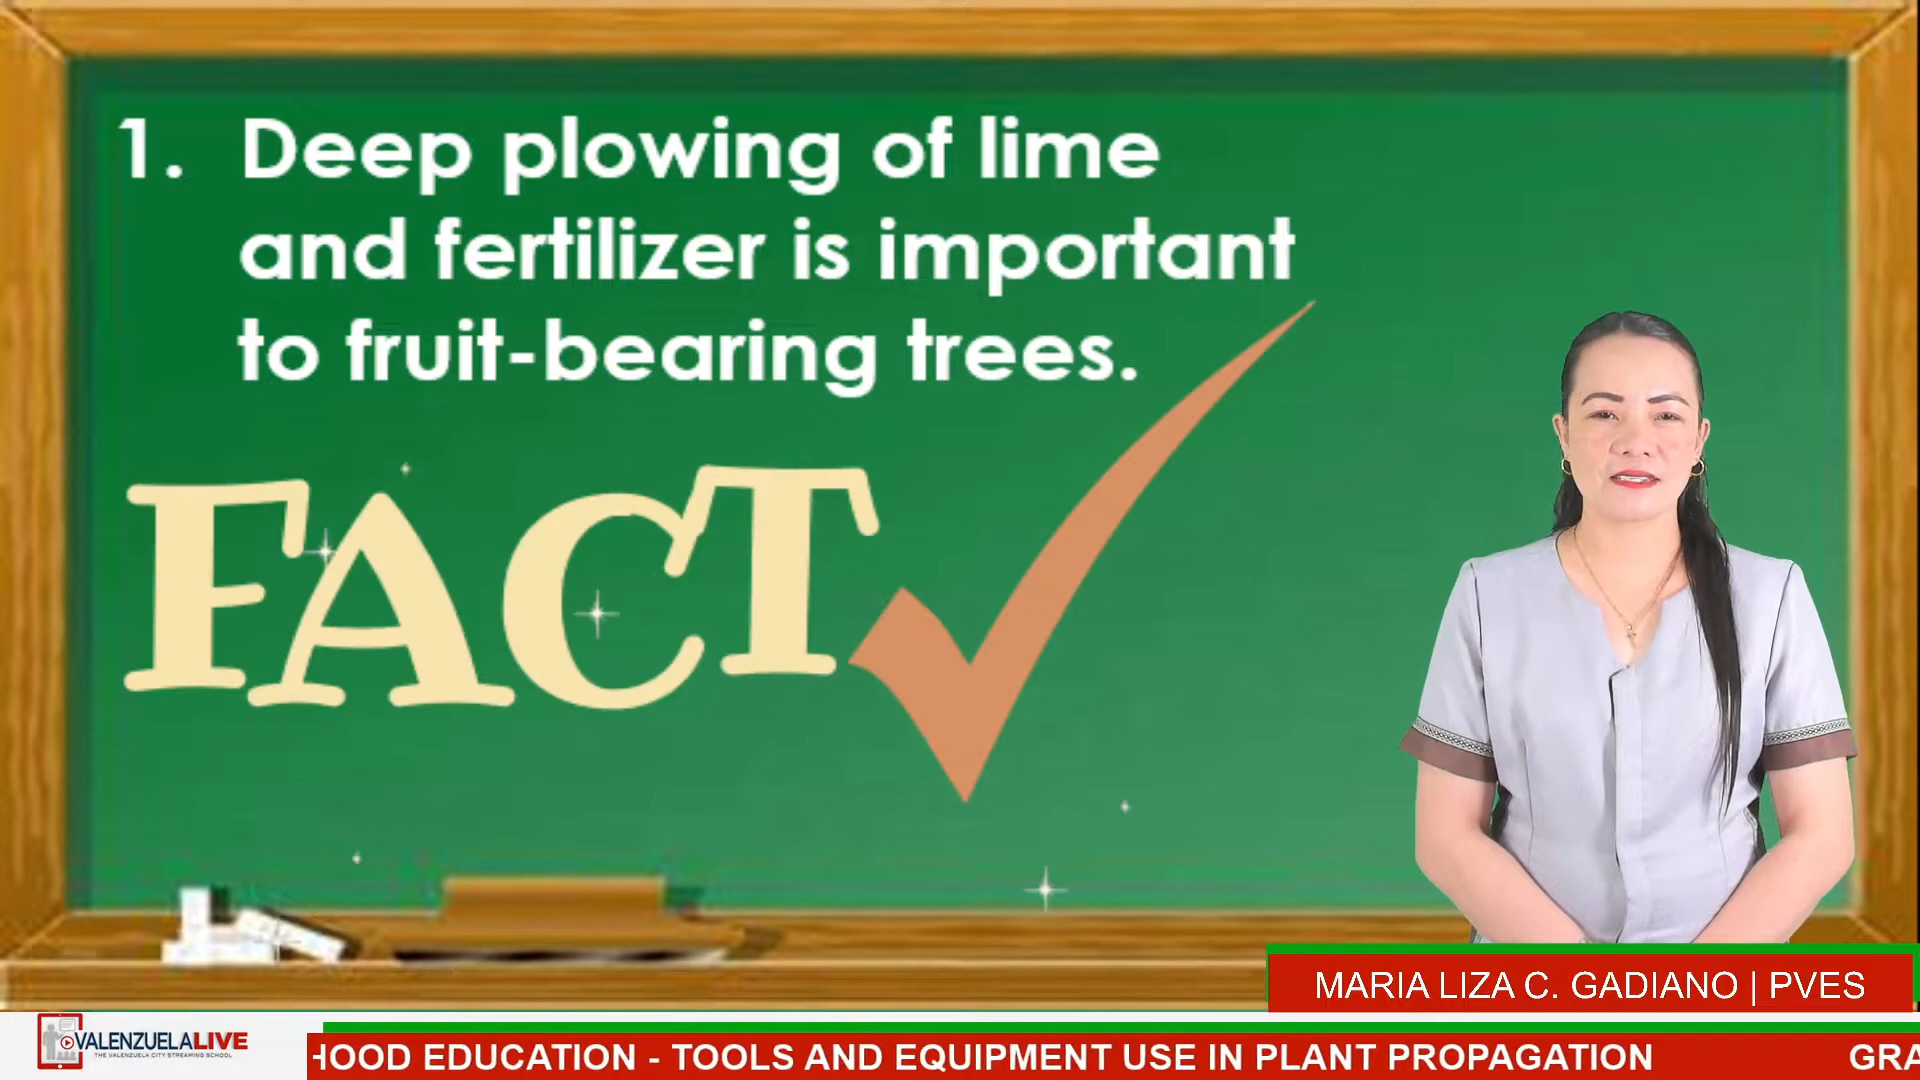 1. Deep plowing of lime
and fertilizer is important
to fruit-bearing trees.
FACT
MARIA LIZA C. GADIANO | PVES
VALENZUELALIVE
THE VALENZUELA CITY STREAMING SCHOOL
HOOD EDUCATION - TOOLS AND EQUIPMENT USE IN PLANT PROPAGATION GRA